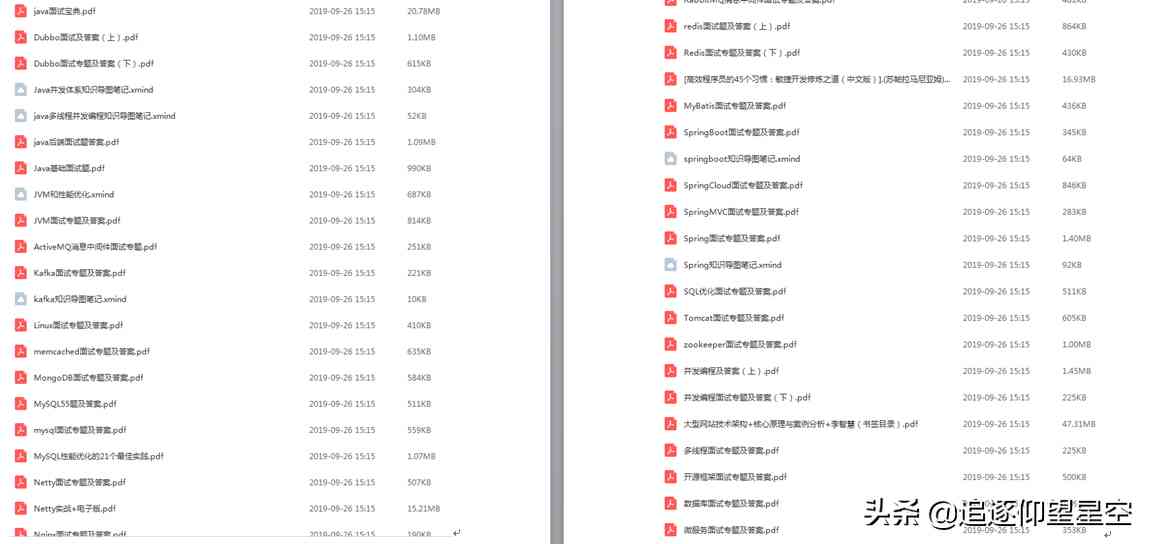 java面试宝典.pdf 2019-09-26 15:15 20.78MB
Dubbo面试及答案（上）.pdf 2019-09-26 15:15 1.10MB
Dubbo面试专题及答案（下）.pdf 2019-09-26 15:15 615KB
Java并发体系知识导图笔记.xmind 2019-09-26 15:15 304KB
java多线程并发编程知识导图笔记.xmind 2019-09-26 15:15 52KB
java后端面试题答案.pdf 2019-09-26 15:15 1.09MB
Java基础面试题.pdf 2019-09-26 15:15 990KB
JVM和性能优化.xmind 2019-09-26 15:15 687KB
JVM面试专题及答案.pdf 2019-09-26 15:15 814KB
ActiveMQ消息中间件面试专题.pdf 2019-09-26 15:15 251KB
Kafka面试专题及答案.pdf 2019-09-26 15:15 221KB
kafka知识导图笔记.xmind 2019-09-26 15:15 10KB
Linux面试专题及答案.pdf 2019-09-26 15:15 410KB
memcached面试专题及答案.pdf 2019-09-26 15:15 635KB
MongoDB面试专题及答案.pdf 2019-09-26 15:15 584KB
MySQL55题及答案.pdf 2019-09-26 15:15 511KB
mysql面试专题及答案.pdf 2019-09-26 15:15 559KB
MySQL性能优化的21个最佳实践.pdf 2019-09-26 15:15 1.07MB
Netty面试专题及答案.pdf 2019-09-26 15:15 507KB
Netty实战+电子版.pdf 2019-09-26 15:15 15.21MB
Nginx面试专题及答案.pdf 2019-09-26 15:15 190KB
RabbitMQ消息中间件面试专题及答案.pdf 2019-09-26 15:15
redis面试题及答案（上）.pdf 2019-09-26 15:15 864KB
Redis面试专题及答案（下）.pdf 2019-09-26 15:15 430KB
[高效程序员的45个习惯：敏捷开发修炼之道（中文版）].(苏帕拉马尼亚姆)... 2019-09-26 15:15 16.93MB
MyBatis面试专题及答案.pdf 2019-09-26 15:15 436KB
SpringBoot面试专题及答案.pdf 2019-09-26 15:15 345KB
springboot知识导图笔记.xmind 2019-09-26 15:15 64KB
SpringCloud面试专题及答案.pdf 2019-09-26 15:15 846KB
SpringMVC面试专题及答案.pdf 2019-09-26 15:15 283KB
Spring面试专题及答案.pdf 2019-09-26 15:15 1.40MB
Spring知识导图笔记.xmind 2019-09-26 15:15 92KB
SQL优化面试专题及答案.pdf 2019-09-26 15:15 511KB
Tomcat面试专题及答案.pdf 2019-09-26 15:15 605KB
zookeeper面试专题及答案.pdf 2019-09-26 15:15 1.00MB
并发编程及答案（上）.pdf 2019-09-26 15:15 1.45MB
并发编程面试专题及答案（下）.pdf 2019-09-26 15:15 225KB
大型网站技术架构+核心原理与案例分析+李智慧（书签目录）.pdf 2019-09-26 15:15 47.31MB
多线程面试专题及答案.pdf 2019-09-26 15:15 225KB
开源框架面试专题及答案.pdf 2019-09-26 15:15 500KB
数据库面试专题及答案.pdf
微服务面试专题及答案.pdf 2019-09-26 15:15 353KB
头条 @追逐仰望星空